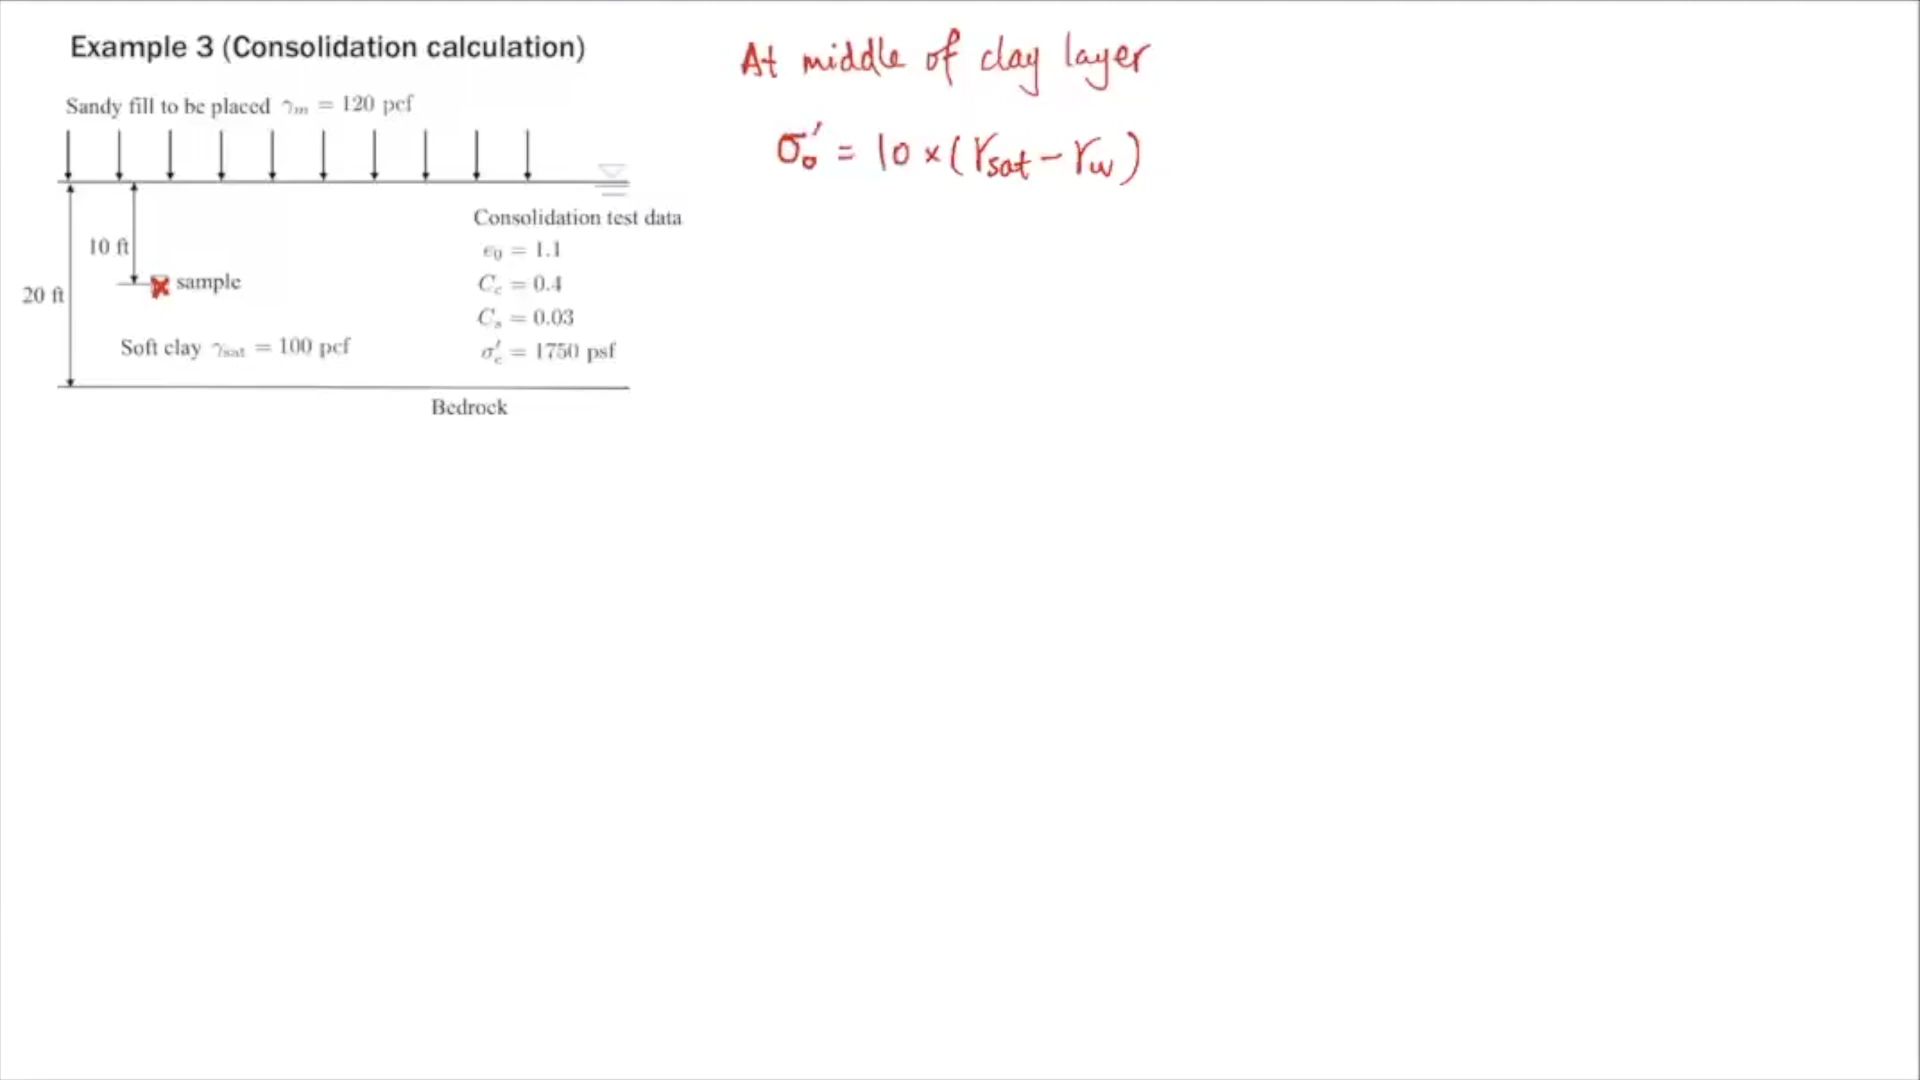 Example 3 (Consolidation calculation)
Sandy fill to be placed γm = 120 pcf
10 ft
20 ft
sample
Soft clay γsat = 100 pcf
Bedrock
Consolidation test data
e0 = 1.1
Cc = 0.4
Cs = 0.03
σ'c = 1750 psf
At middle of clay layer
σ'o = 10 × (γsat - γw)